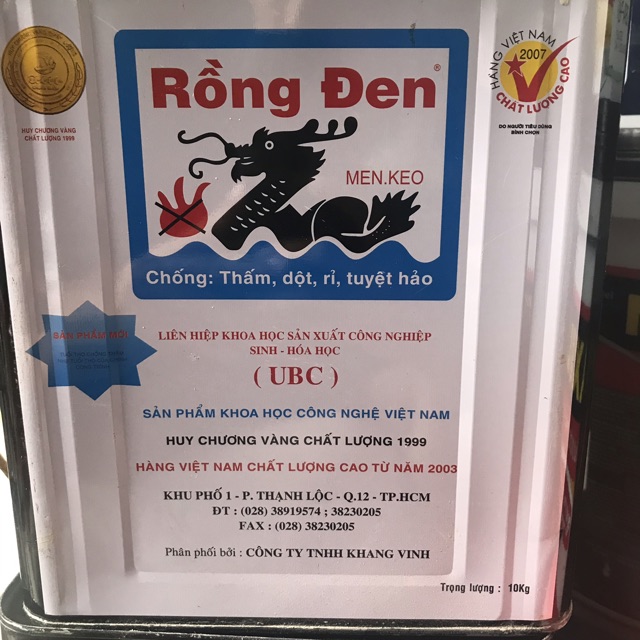 HUY CHƯƠNG VÀNG
CHẤT LƯỢNG 1999
Rồng Đen®
MEN.KEO
Chống: Thấm, dột, rỉ, tuyệt hảo
HÀNG VIỆT NAM
2007
CHẤT LƯỢNG CAO
DO NGƯỜI TIÊU DÙNG
BÌNH CHỌN
SẢN PHẨM MỚI
LIÊN HIỆP KHOA HỌC SẢN XUẤT CÔNG NGHIỆP
SINH - HÓA HỌC
( UBC )
SẢN PHẨM KHOA HỌC CÔNG NGHỆ VIỆT NAM
HUY CHƯƠNG VÀNG CHẤT LƯỢNG 1999
HÀNG VIỆT NAM CHẤT LƯỢNG CAO TỪ NĂM 2003
KHU PHỐ 1 - P. THẠNH LỘC - Q.12 - TP.HCM
ĐT : (028) 38919574 ; 38230205
FAX : (028) 38230205
Phân phối bởi : CÔNG TY TNHH KHANG VINH
Trọng lượng : 10Kg